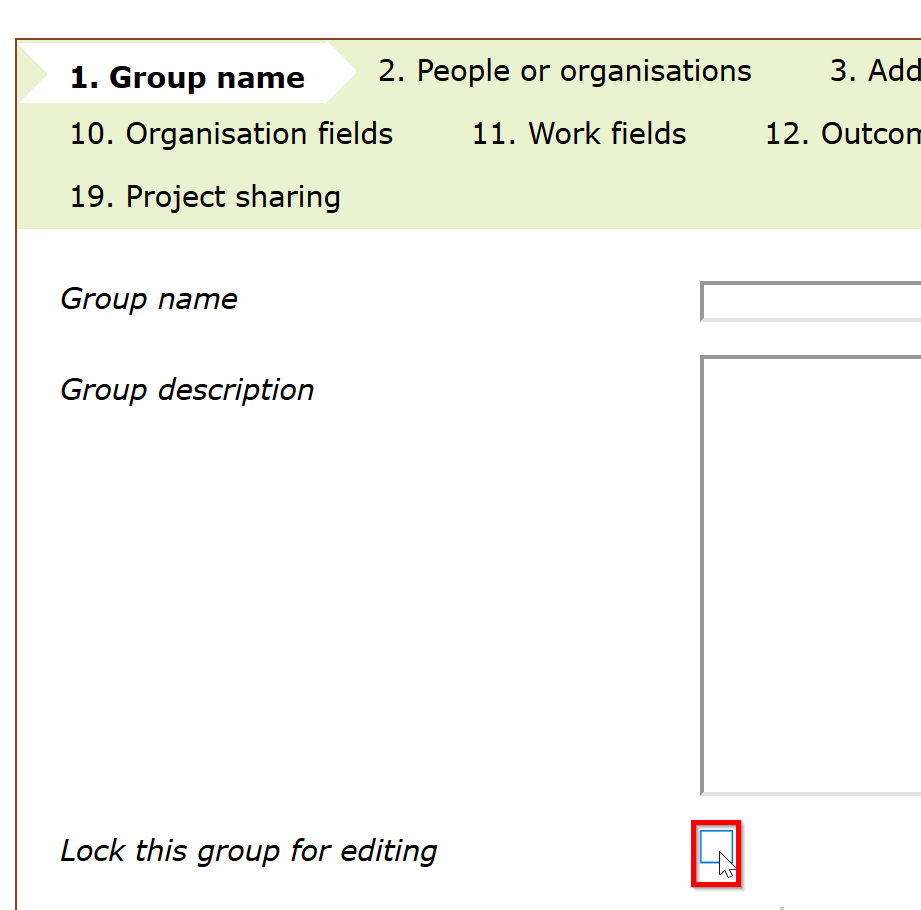 1. Group name 2. People or organisations 3. Add
10. Organisation fields 11. Work fields 12. Outcom
19. Project sharing
Group name
Group description
Lock this group for editing